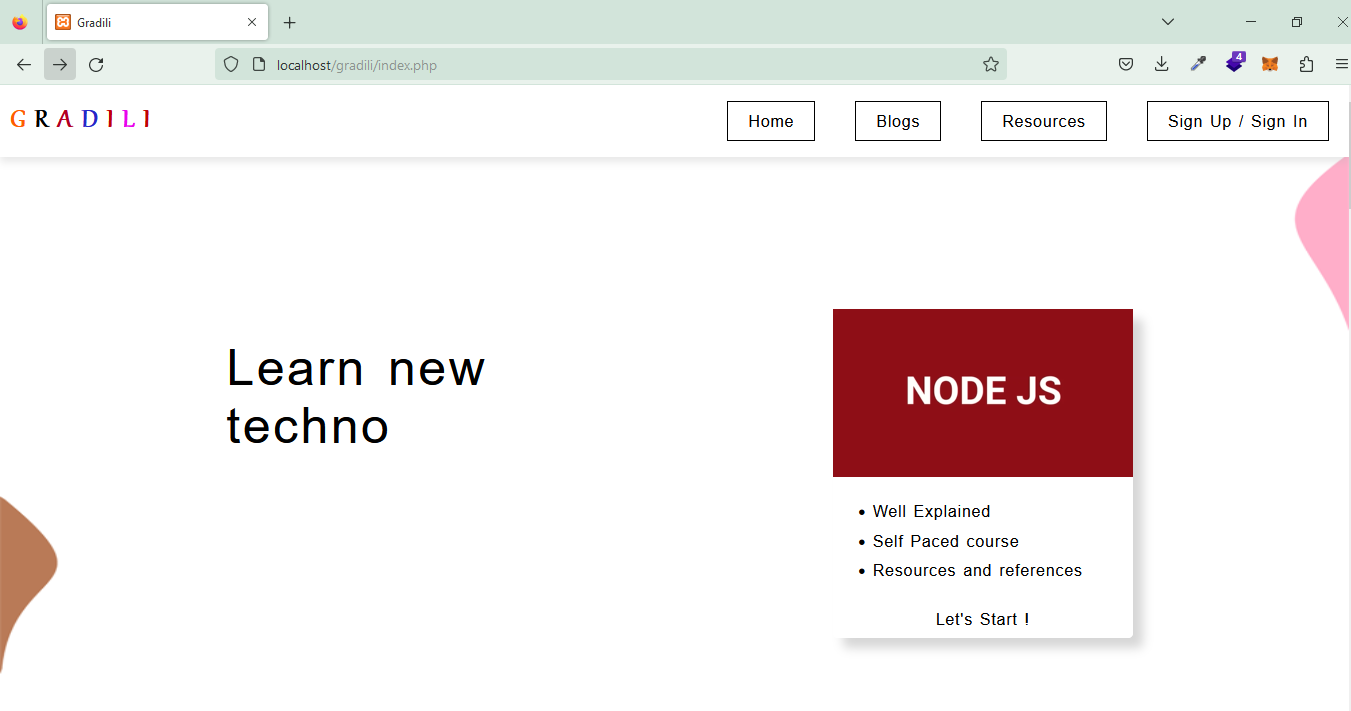 Gradili
localhost/gradili/index.php
4
GRADILI
Home
Blogs
Resources
Sign Up / Sign In
Learn new
techno
NODE JS
• Well Explained
• Self Paced course
• Resources and references
Let's Start !